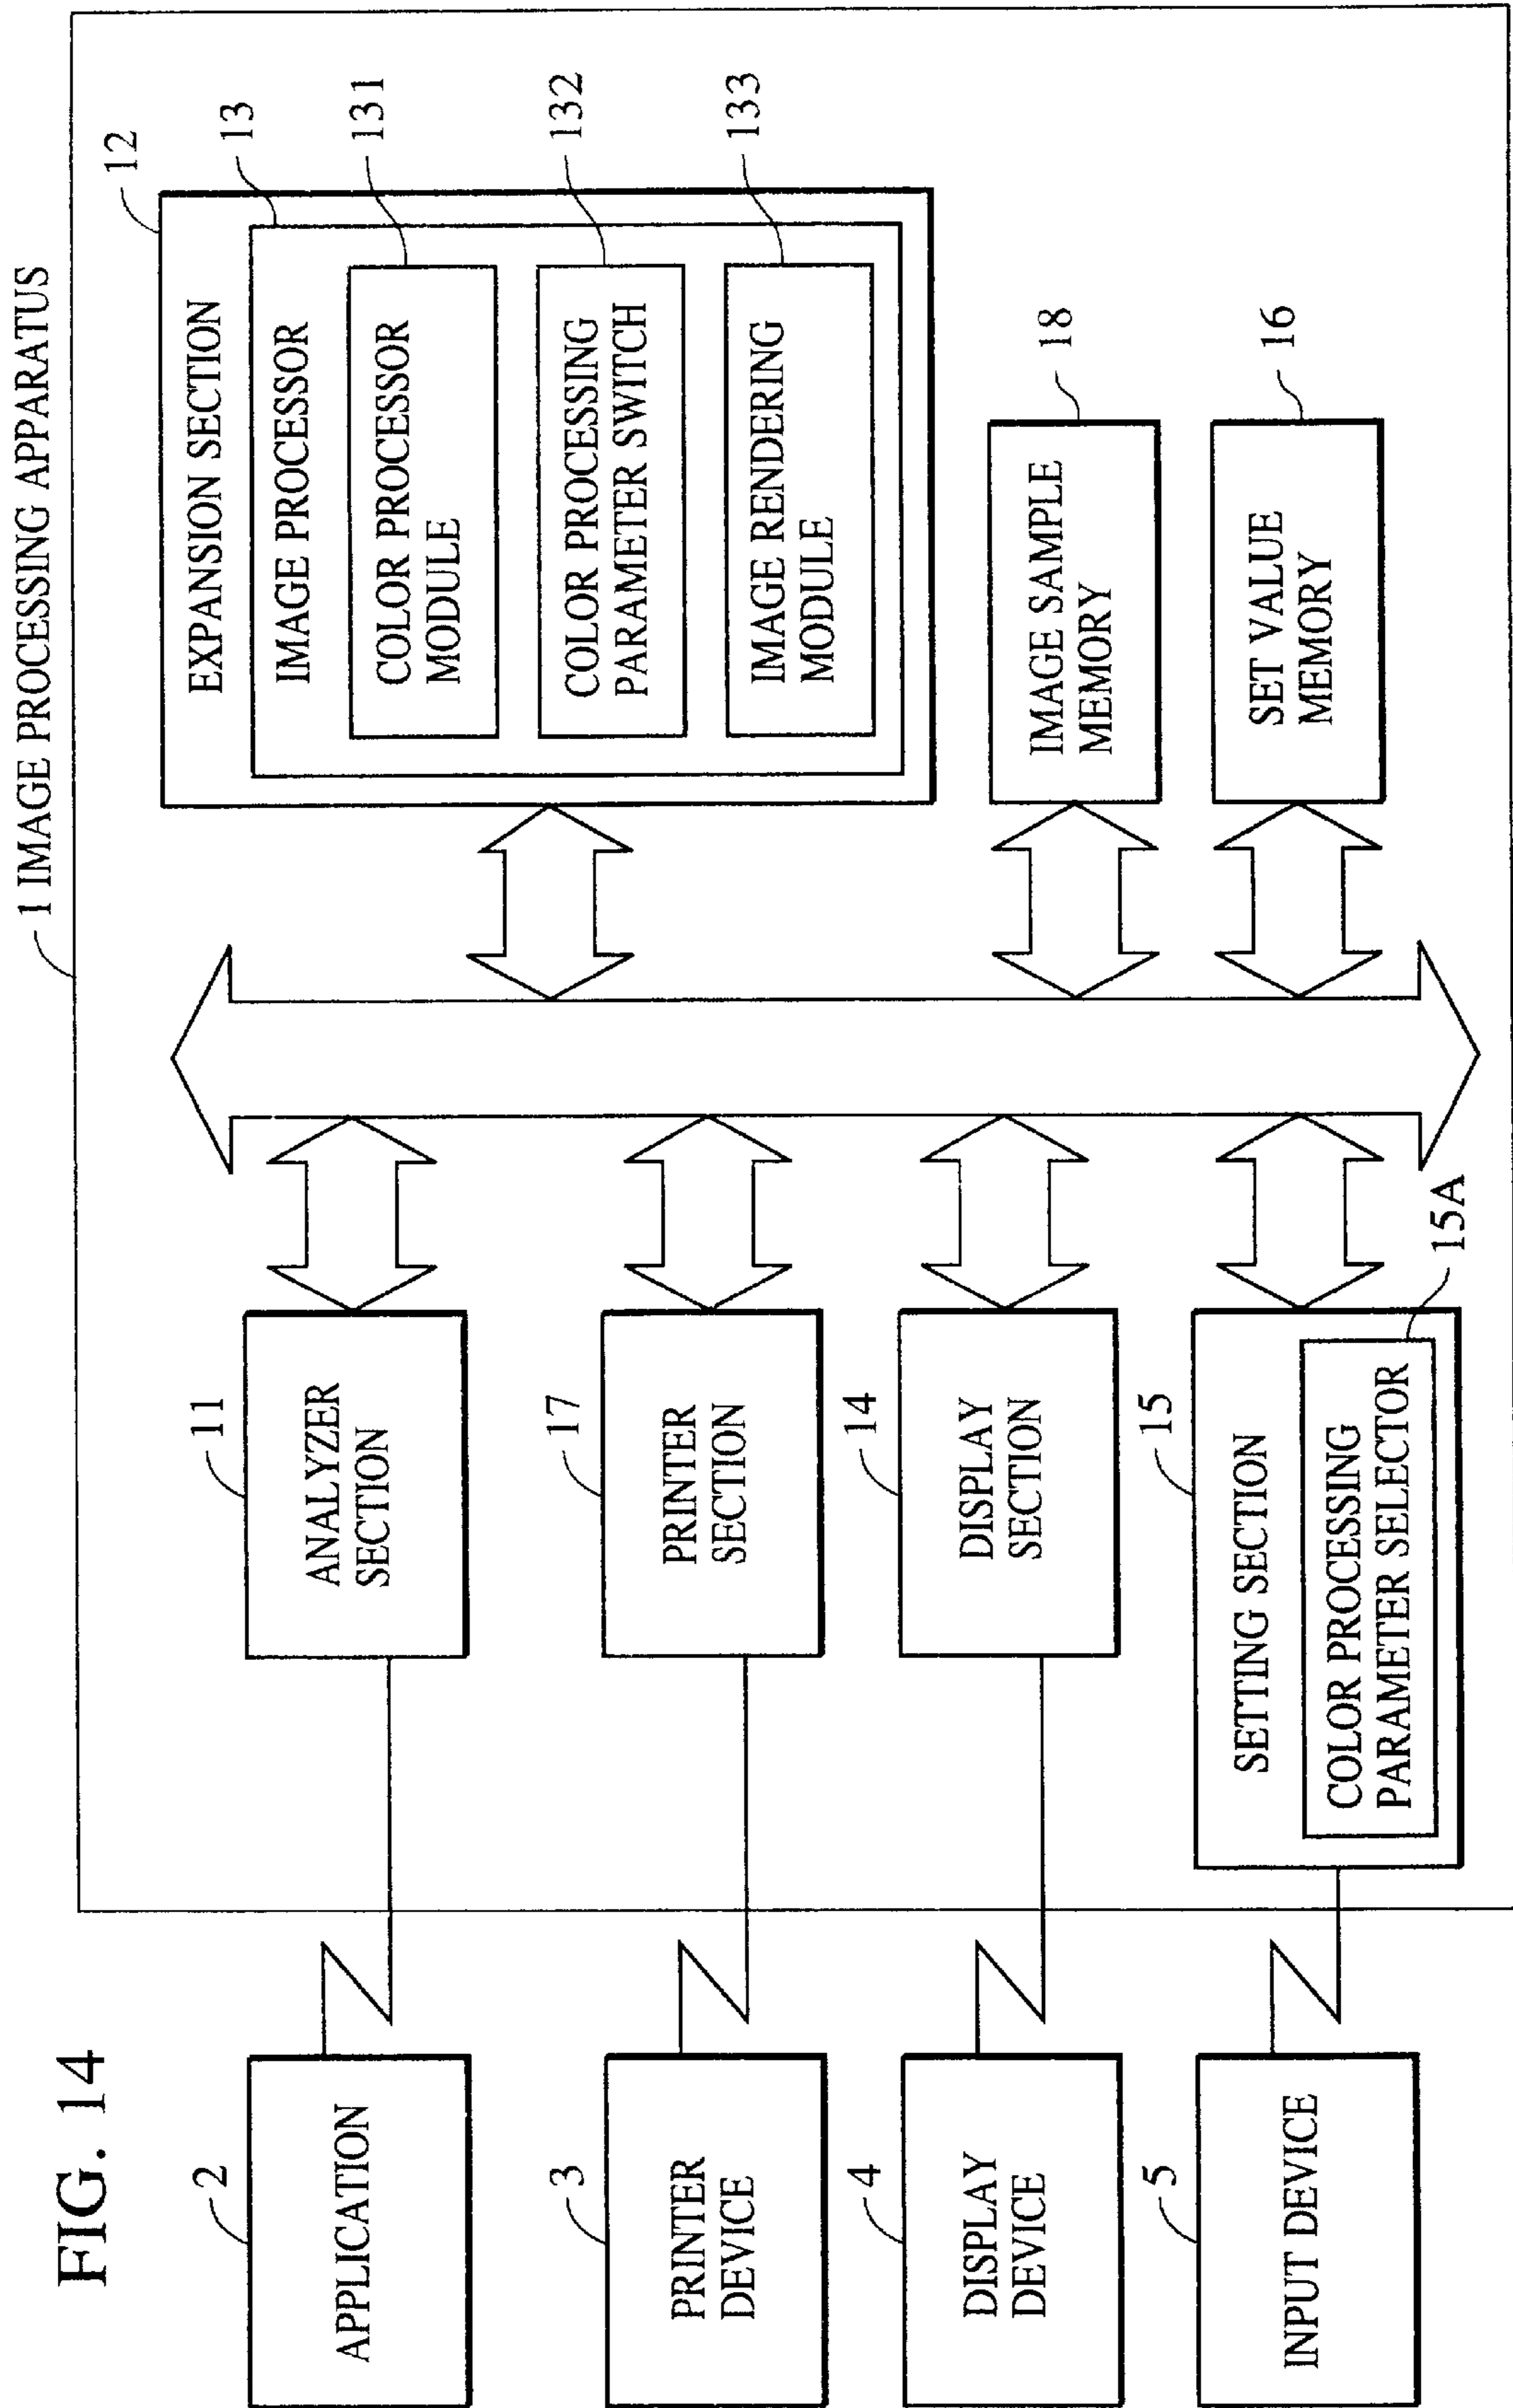 FIG. 14
1 IMAGE PROCESSING APPARATUS
2
APPLICATION
3
PRINTER
DEVICE
4
DISPLAY
DEVICE
5
INPUT DEVICE
11
ANALYZER
SECTION
17
PRINTER
SECTION
14
DISPLAY
SECTION
15
SETTING SECTION
COLOR PROCESSING
PARAMETER SELECTOR
15A
12
EXPANSION SECTION
13
IMAGE PROCESSOR
131
COLOR PROCESSOR
MODULE
132
COLOR PROCESSING
PARAMETER SWITCH
133
IMAGE RENDERING
MODULE
18
IMAGE SAMPLE
MEMORY
16
SET VALUE
MEMORY